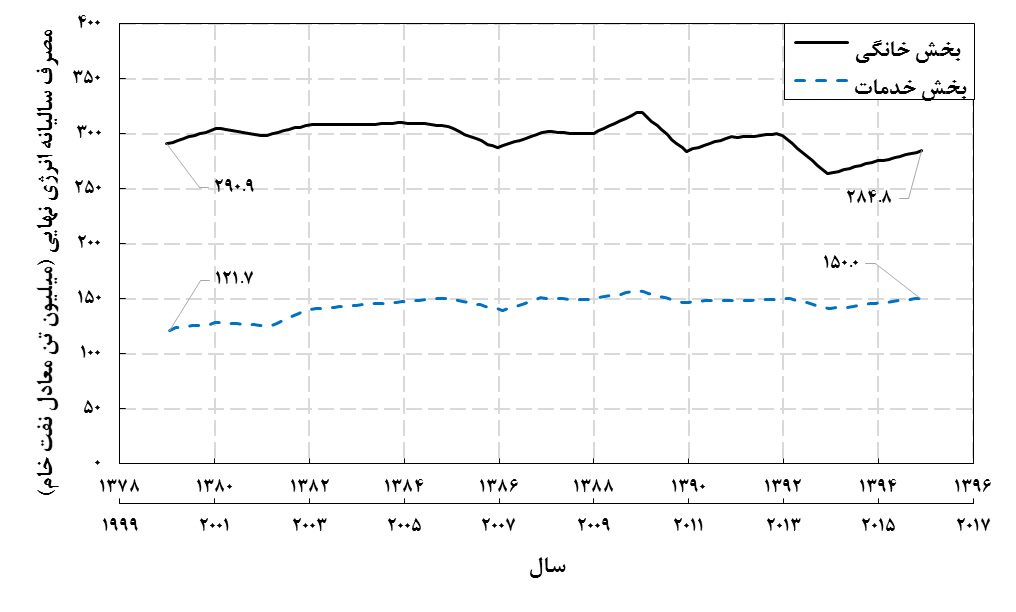 مصرف سالیانه انرژی نهایی (میلیون تن معادل نفت خام)
۴۰۰
۳۵۰
۳۰۰
۲۵۰
۲۰۰
۱۵۰
۱۰۰
۵۰
۰
بخش خانگی
بخش خدمات
۲۹۰.۹
۲۸۴.۸
۱۲۱.۷
۱۵۰.۰
۱۳۷۸ ۱۳۸۰ ۱۳۸۲ ۱۳۸۴ ۱۳۸۶ ۱۳۸۸ ۱۳۹۰ ۱۳۹۲ ۱۳۹۴ ۱۳۹۶
۱۹۹۹ ۲۰۰۱ ۲۰۰۳ ۲۰۰۵ ۲۰۰۷ ۲۰۰۹ ۲۰۱۱ ۲۰۱۳ ۲۰۱۵ ۲۰۱۷
سال